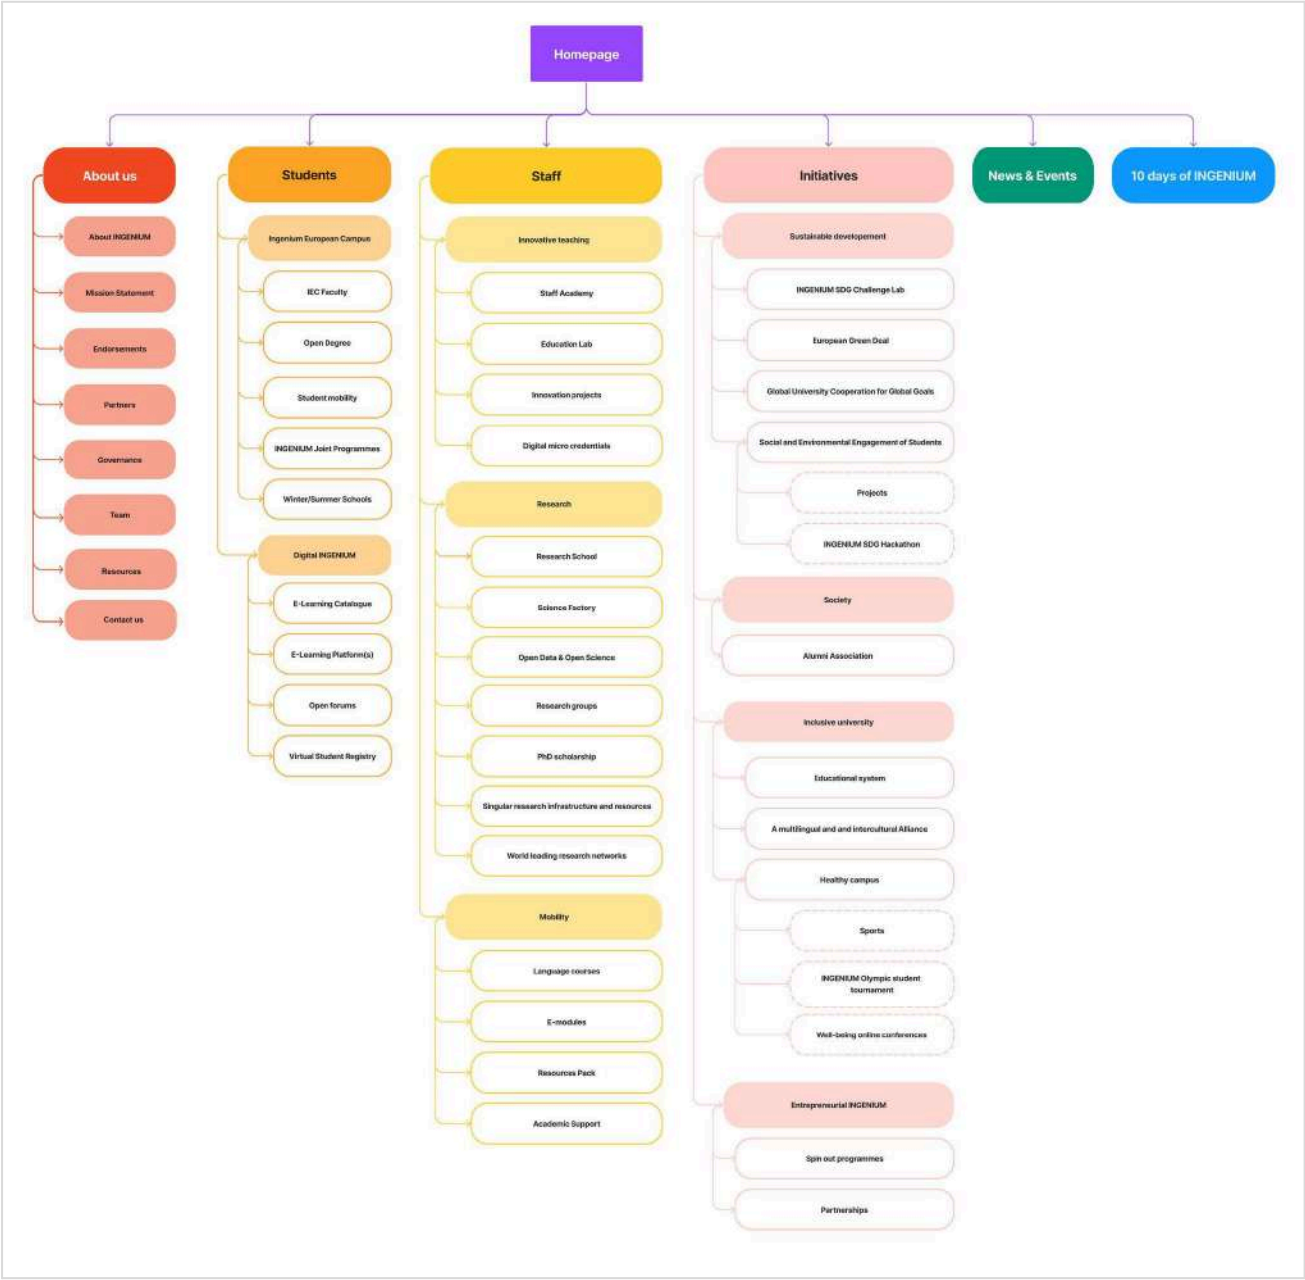 Homepage
About us
Students
Staff
Initiatives
News & Events
10 days of INGENIUM
About INGENIUM
Mission Statement
Endorsements
Partners
Governance
Team
Resources
Contact us
Ingenium European Campus
IEC Faculty
Open Degree
Student mobility
INGENIUM Joint Programmes
Winter/Summer Schools
Digital INGENIUM
E-Learning Catalogue
E-Learning Platform(s)
Open forums
Virtual Student Registry
Innovative teaching
Staff Academy
Education Lab
Innovation projects
Digital micro credentials
Research
Research School
Science Factory
Open Data & Open Science
Research groups
PhD scholarship
Singular research infrastructure and resources
World leading research networks
Mobility
Language courses
E-modules
Resources Pack
Academic Support
Sustainable developement
INGENIUM SDG Challenge Lab
European Green Deal
Global University Cooperation for Global Goals
Social and Environmental Engagement of Students
Projects
INGENIUM SDG Hackathon
Society
Alumni Association
Inclusive university
Educational system
A multilingual and and intercultural Alliance
Healthy campus
Sports
INGENIUM Olympic student
tournament
Well-being online conferences
Entrepreneurial INGENIUM
Spin out programmes
Partnerships